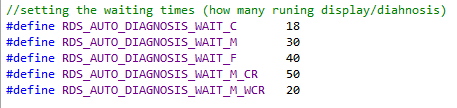 //setting the waiting times (how many runing display/diahnosis)
#define RDS_AUTO_DIAGNOSIS_WAIT_C 18
#define RDS_AUTO_DIAGNOSIS_WAIT_M 30
#define RDS_AUTO_DIAGNOSIS_WAIT_F 40
#define RDS_AUTO_DIAGNOSIS_WAIT_M_CR 50
#define RDS_AUTO_DIAGNOSIS_WAIT_M_WCR 20